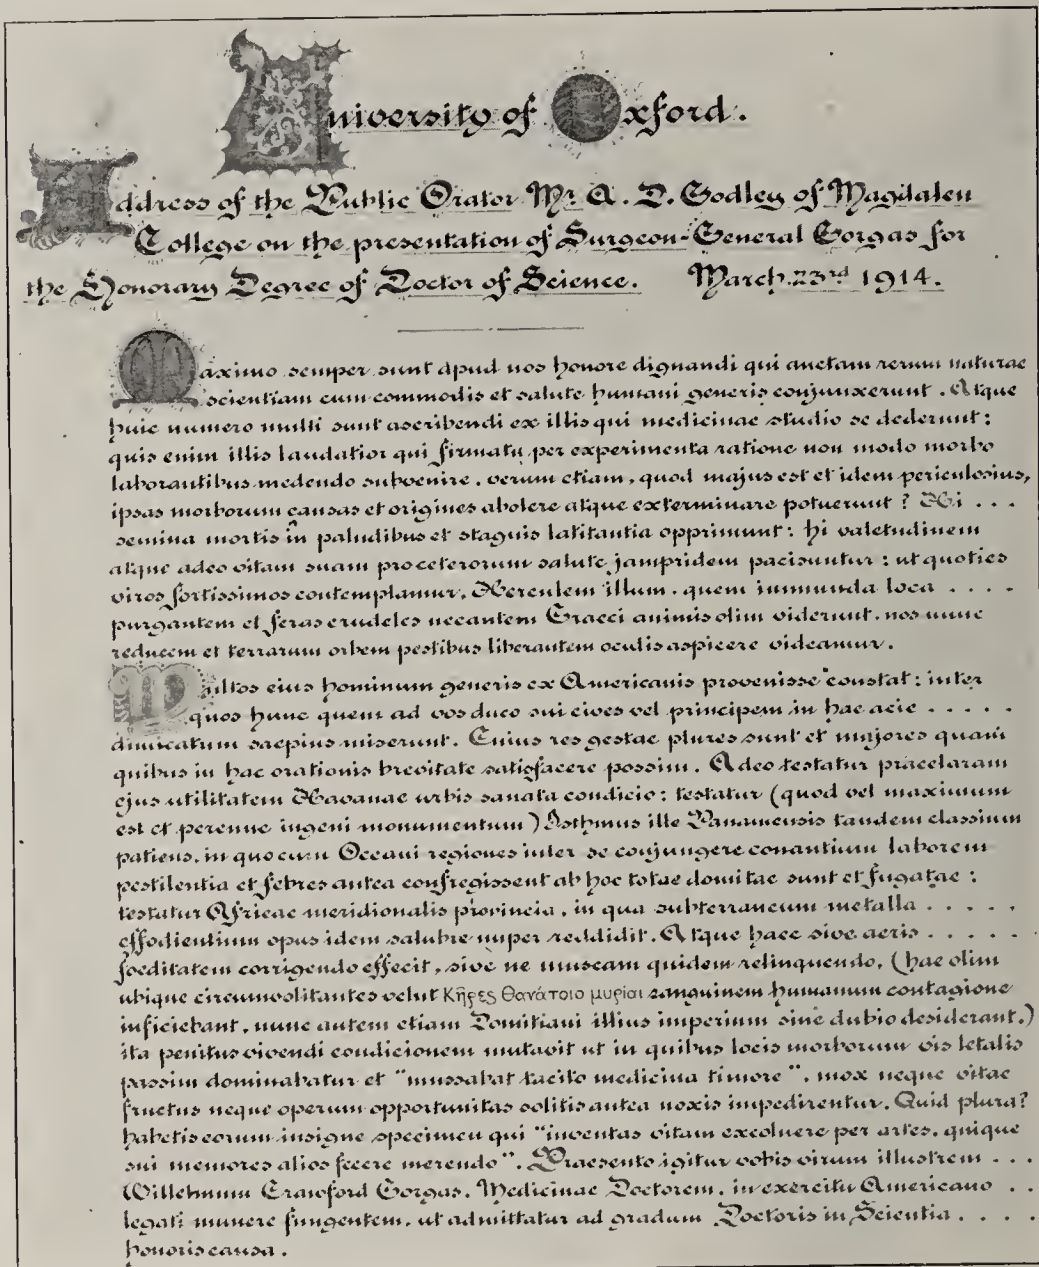 University of Oxford.
Address of the Public Orator Mr. A. D. Godley of Magdalen
College on the presentation of Surgeon-General Gorgas for
the Honorary Degree of Doctor of Science. March 23rd 1914.
Maximo semper sunt apud nos honore dignandi qui auctam rerum naturae
scientiam cum commodis et salute humani generis conjunxerunt. Atque
huic numero multi sunt ascribendi ex illis qui medicinae studio se dederunt:
quis enim illis laudatior qui firmata per experimenta ratione non modo morbo
laborantibus medendo subvenire, verum etiam, quod majus est et idem periculosius,
ipsas morborum causas et origines abolere atque exterminare potuerunt? Hi ...
semina mortis in paludibus et stagnis latitantia opprimunt: hi valetudinem
atque adeo vitam suam pro ceterorum salute jampridem paciscuntur: ut quoties
viros fortissimos contemplamur, Herculem illum, quem immunda loca ....
purgantem et feras crudeles necantem Graeci animis olim viderunt, nos nunc
reducem et terrarum orbem pestibus liberantem oculis aspicere videamur.
Multos eius hominum generis ex Americanis provenisse constat: inter
quos hunc quem ad vos duco sui cives vel principem in hac acie .....
dimicatum saepius miserunt. Cuius res gestae plures sunt et majores quam
quibus in hac orationis brevitate satisfacere possim. Adeo testatur praeclaram
ejus utilitatem Havanae urbis sanata condicio: testatur (quod vel maximum
est et perenne ingeni monumentum) Isthmus ille Panamensis tandem classium
patiens, in quo cum Oceani regiones inter se conjungere conantium laborem
pestilentia et febres antea confregissent ab hoc totae domitae sunt et fugatae:
testatur Africae meridionalis provincia, in qua subterraneum metalla .....
effodientium opus idem salubre nuper reddidit. Atque haec sive aeris .....
foeditatem corrigendo effecit, sive ne muscam quidem relinquendo, (hae olim
ubique circumvolitantes velut Κῆρες θανάτοιο μυρίαι sanguinem humanum contagione
inficiebant, nunc autem etiam Domitiani illius imperium sine dubio desiderant,)
ita penitus vivendi condicionem mutavit ut in quibus locis morborum vis letalis
passim dominabatur et "mussabat tacito medicina timore", mox neque vitae
fructus neque operum opportunitas solitis antea noxis impedirentur. Quid plura?
habetis eorum insigne specimen qui "inventas vitam excoluere per artes, quique
sui memores alios fecere merendo". Praesento igitur vobis virum illustrem ...
Willelmum Crawford Gorgas, Medicinae Doctorem, in exercitu Americano ..
legati munere fungentem, ut admittatur ad gradum Doctoris in Scientia ....
honoris causa.